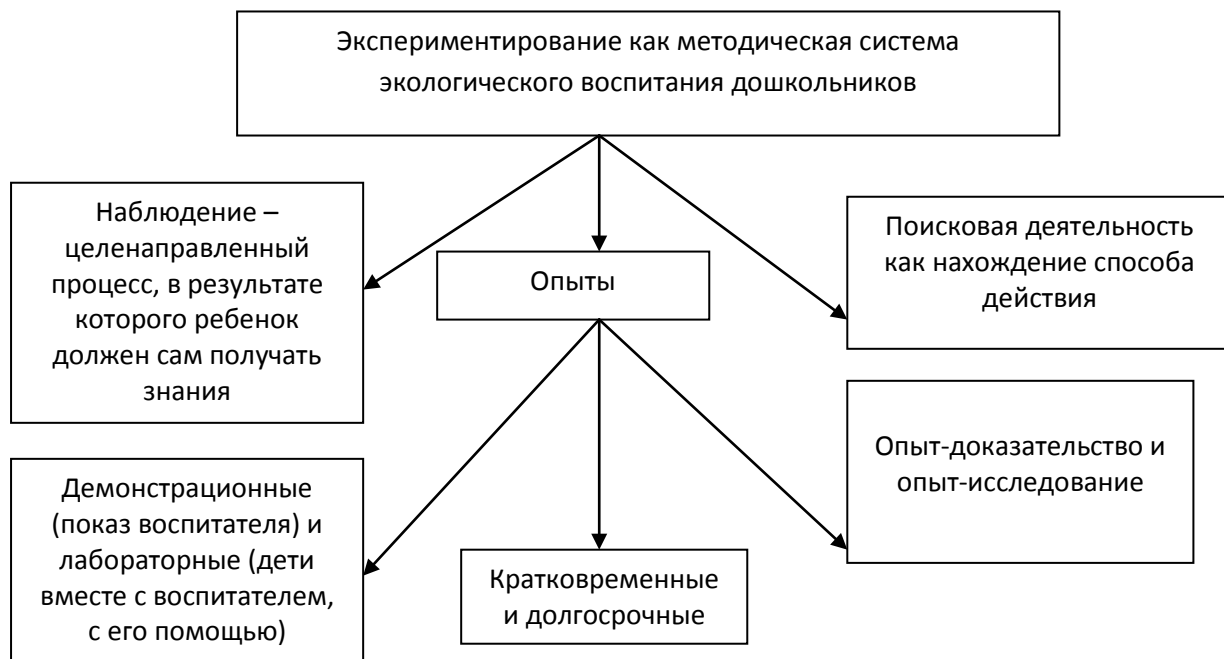 Экспериментирование как методическая система
экологического воспитания дошкольников
Наблюдение –
целенаправленный
процесс, в результате
которого ребенок
должен сам получать
знания
Опыты
Поисковая деятельность
как нахождение способа
действия
Демонстрационные
(показ воспитателя) и
лабораторные (дети
вместе с воспитателем,
с его помощью)
Кратковременные
и долгосрочные
Опыт-доказательство и
опыт-исследование